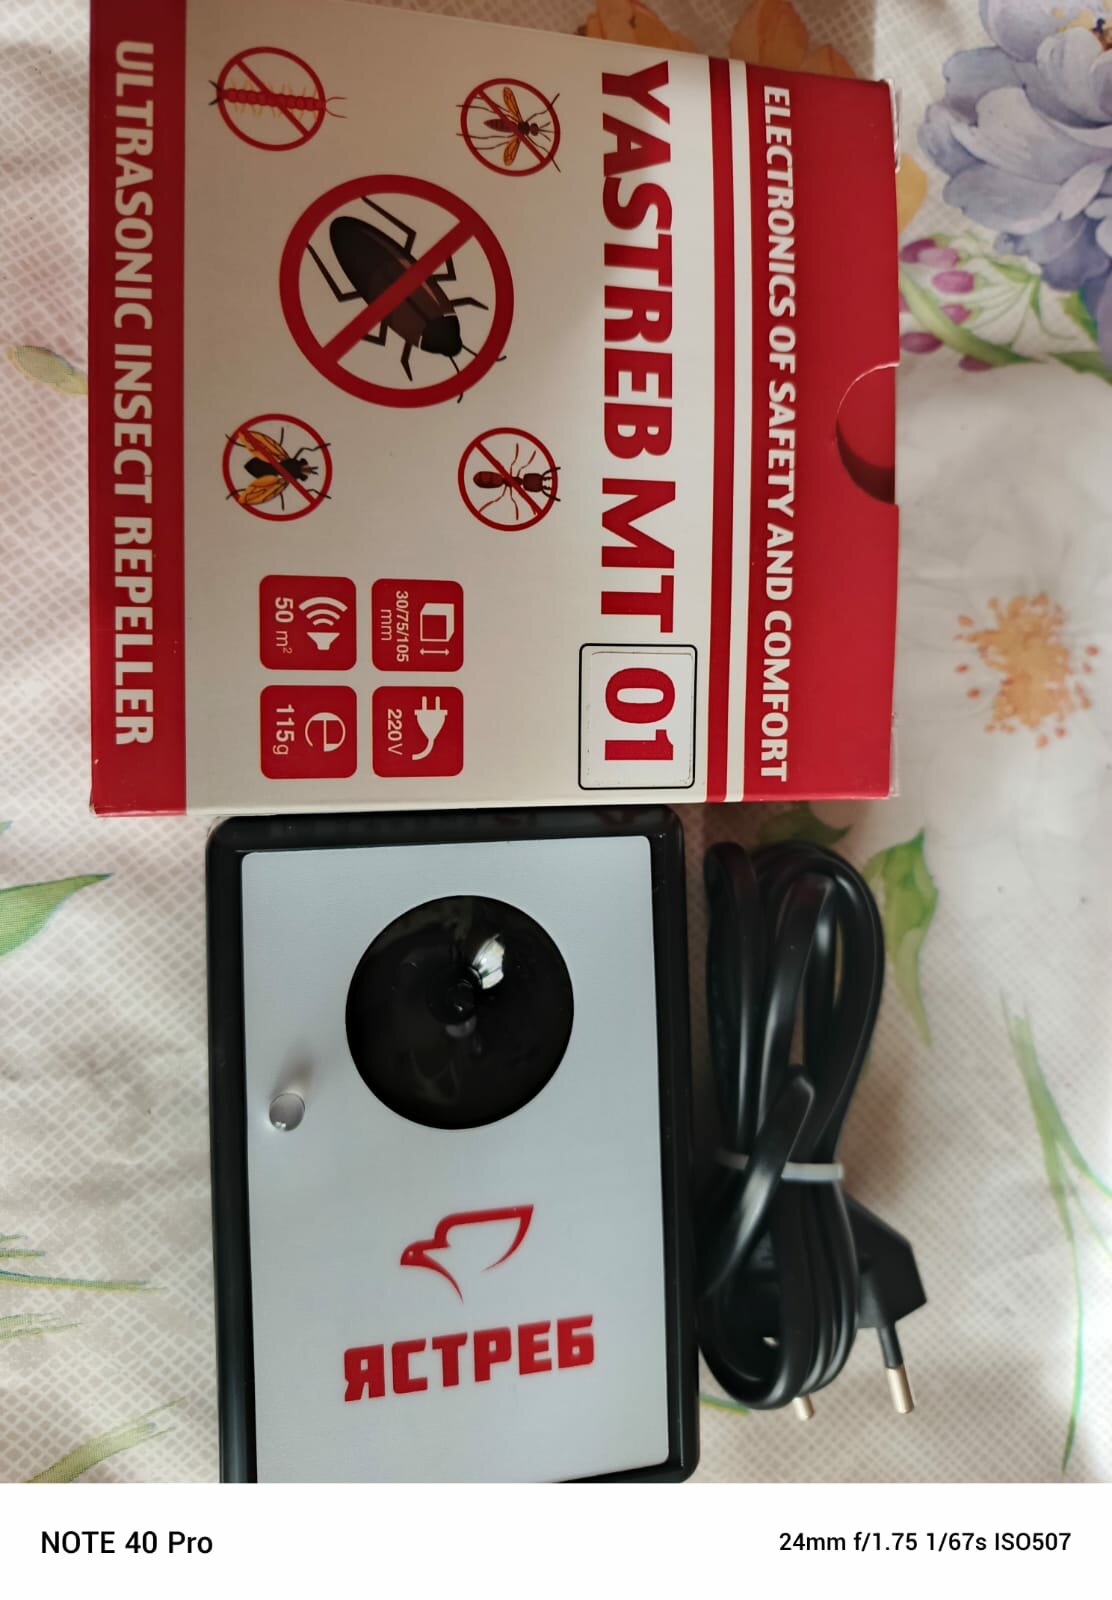 ELECTRONICS OF SAFETY AND COMFORT
YASTREB MT 01
30/75/105
mm
220V
50 m²
e
115g
ULTRASONIC INSECT REPELLER
ЯСТРЕБ
NOTE 40 Pro
24mm f/1.75 1/67s ISO507